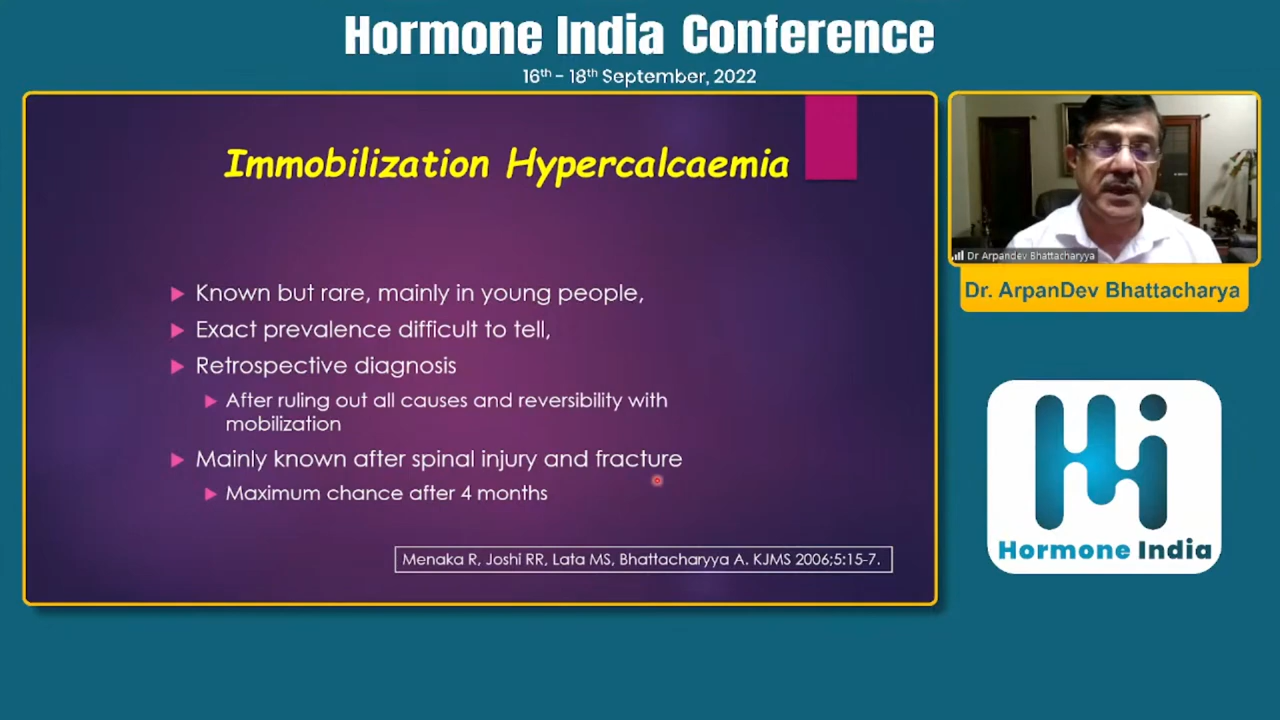 Hormone India Conference
16th - 18th September, 2022
Immobilization Hypercalcaemia
Known but rare, mainly in young people,
Exact prevalence difficult to tell,
Retrospective diagnosis
After ruling out all causes and reversibility with
mobilization
Mainly known after spinal injury and fracture
Maximum chance after 4 months
Menaka R, Joshi RR, Lata MS, Bhattacharyya A. KJMS 2006;5:15-7.
Dr Arpandev Bhattacharyya
Dr. ArpanDev Bhattacharya
Hi
Hormone India